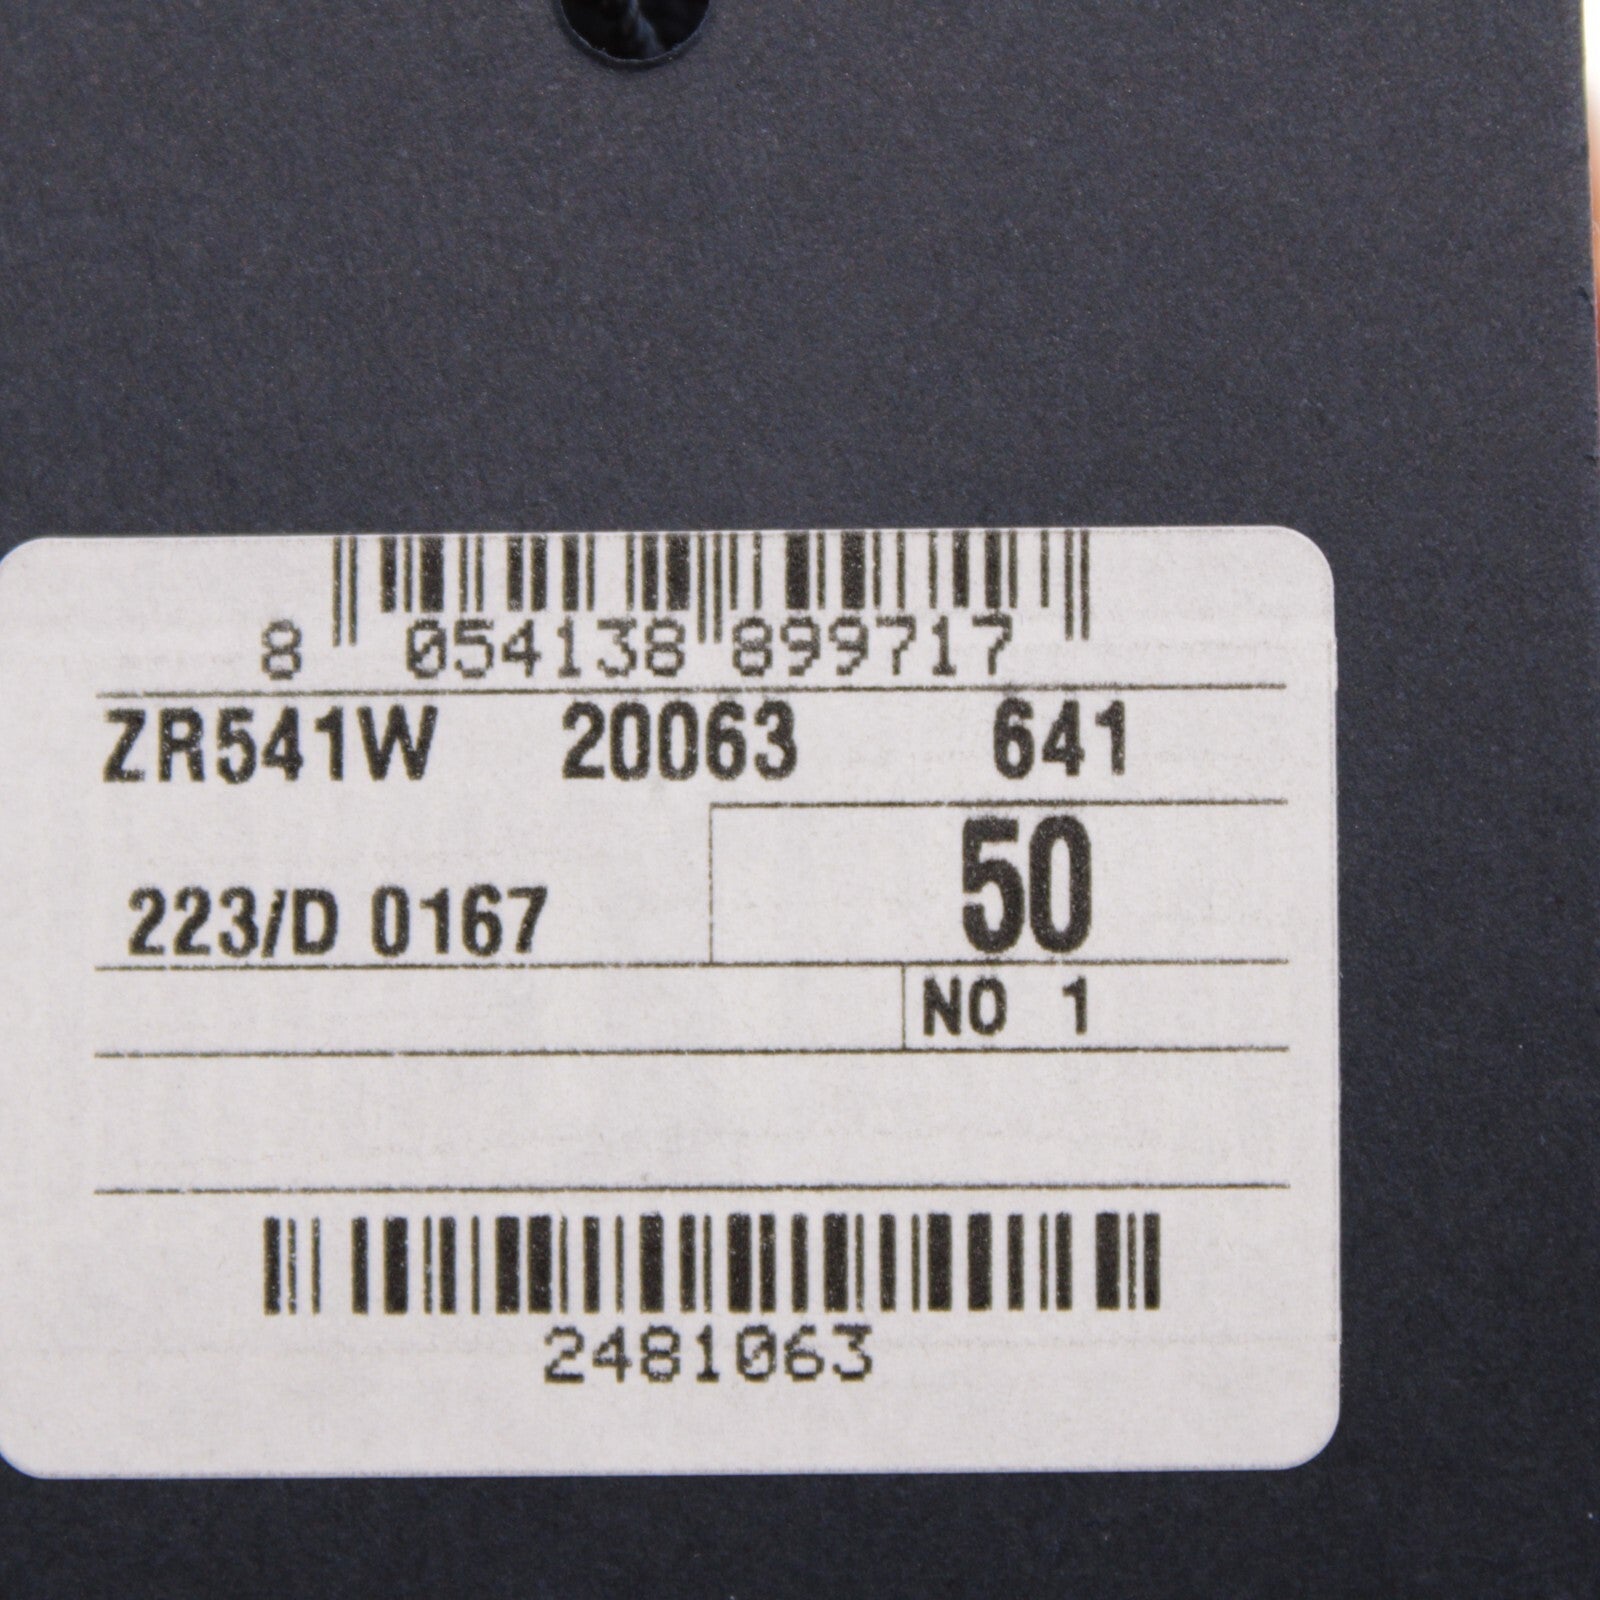 8 054138 899717
ZR541W 20063 641
50
223/D 0167
NO 1
2481063